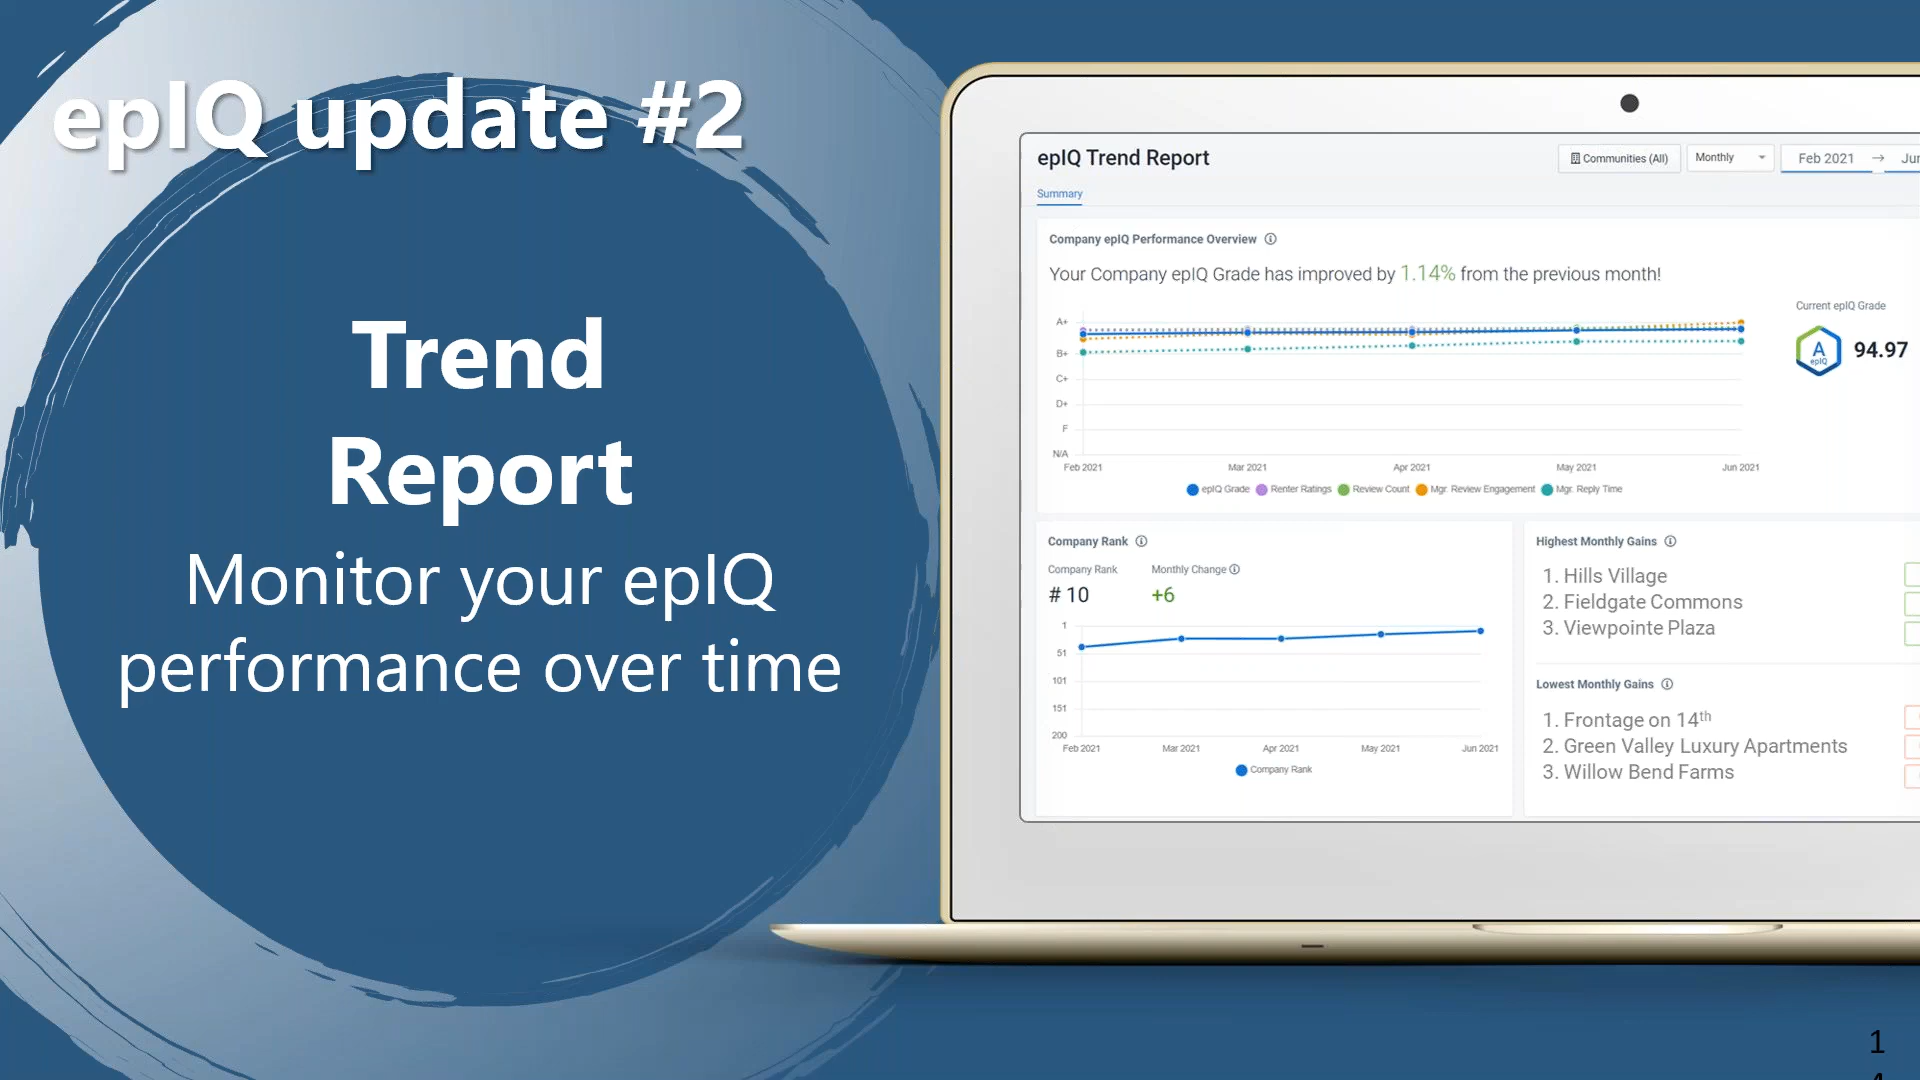 epIQ update #2
Trend
Report
Monitor your epIQ
performance over time
epIQ Trend Report
Communities (All)
Monthly
Feb 2021 →
Summary
Company epIQ Performance Overview
Your Company epIQ Grade has improved by 1.14% from the previous month!
Current epIQ Grade
A
epIQ
94.97
A+
B+
C+
D+
F
N/A
Feb 2021 Mar 2021 Apr 2021 May 2021 Jun 2021
epIQ Grade Renter Ratings Review Count Mgr. Review Engagement Mgr. Reply Time
Company Rank
Company Rank Monthly Change
# 10 +6
1
51
101
151
200
Feb 2021 Mar 2021 Apr 2021 May 2021 Jun 2021
Company Rank
Highest Monthly Gains
1. Hills Village
2. Fieldgate Commons
3. Viewpointe Plaza
Lowest Monthly Gains
1. Frontage on 14th
2. Green Valley Luxury Apartments
3. Willow Bend Farms
1